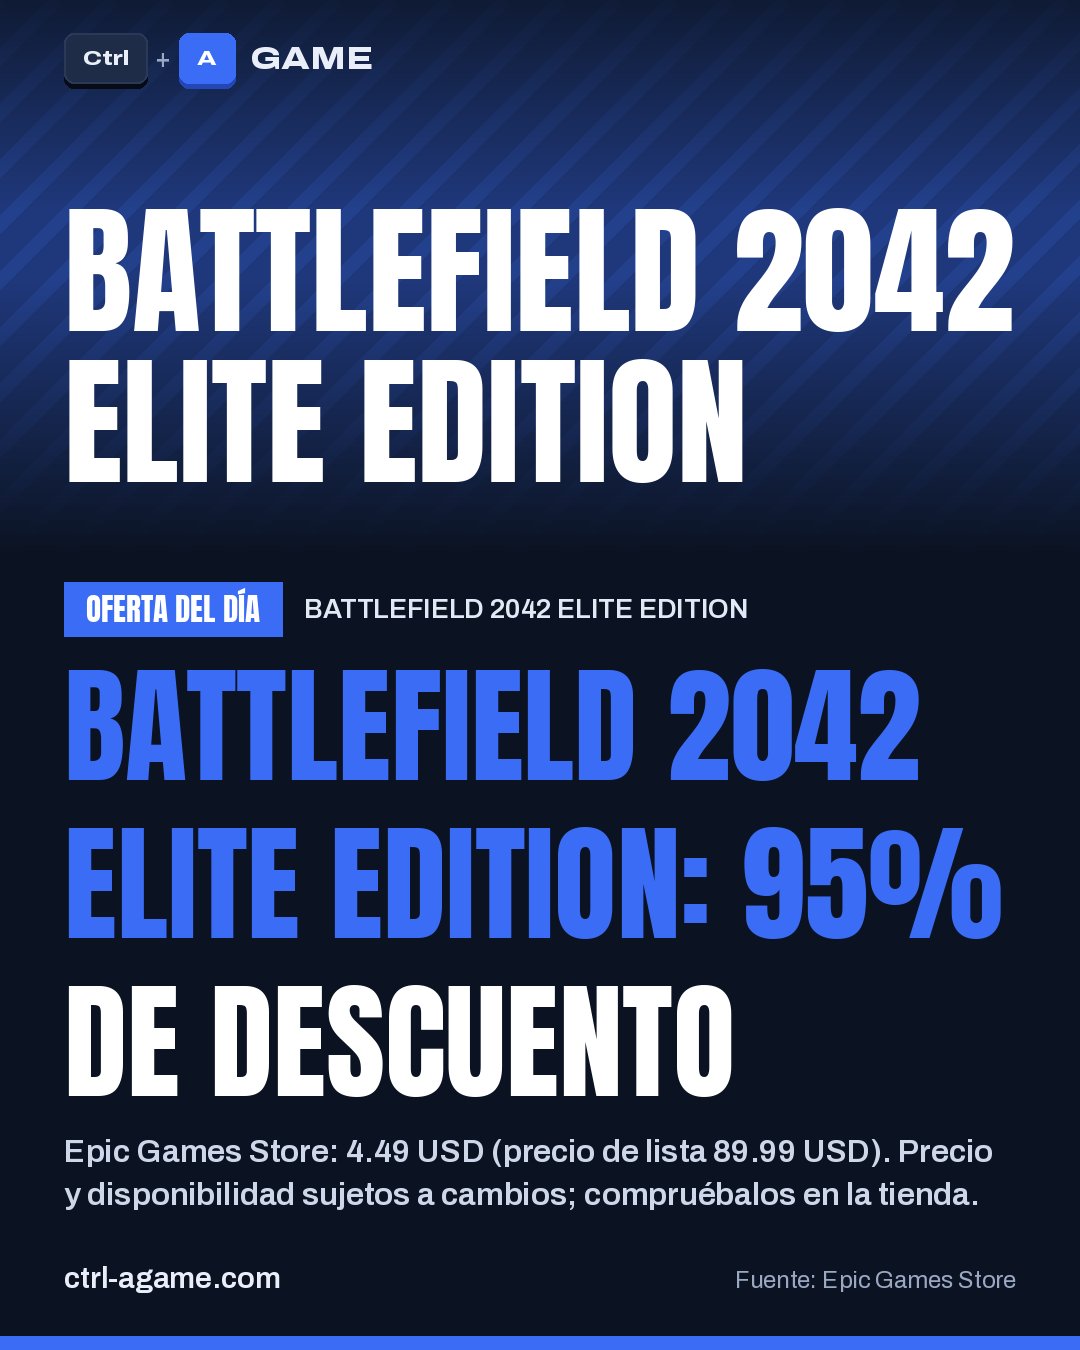 Ctrl + A GAME
BATTLEFIELD 2042
ELITE EDITION
OFERTA DEL DÍA BATTLEFIELD 2042 ELITE EDITION
BATTLEFIELD 2042
ELITE EDITION: 95%
DE DESCUENTO
Epic Games Store: 4.49 USD (precio de lista 89.99 USD). Precio
y disponibilidad sujetos a cambios; compruébalos en la tienda.
ctrl-agame.com Fuente: Epic Games Store